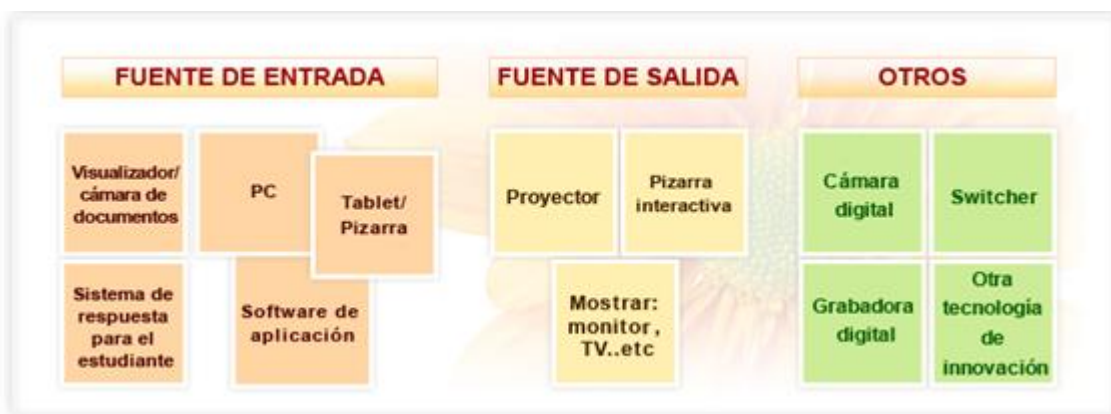 FUENTE DE ENTRADA
Visualizador/
cámara de
documentos
PC
Tablet/
Pizarra
Sistema de
respuesta
para el
estudiante
Software de
aplicación
FUENTE DE SALIDA
Proyector
Pizarra
interactiva
Mostrar:
monitor,
TV..etc
OTROS
Cámara
digital
Switcher
Grabadora
digital
Otra
tecnología
de
innovación